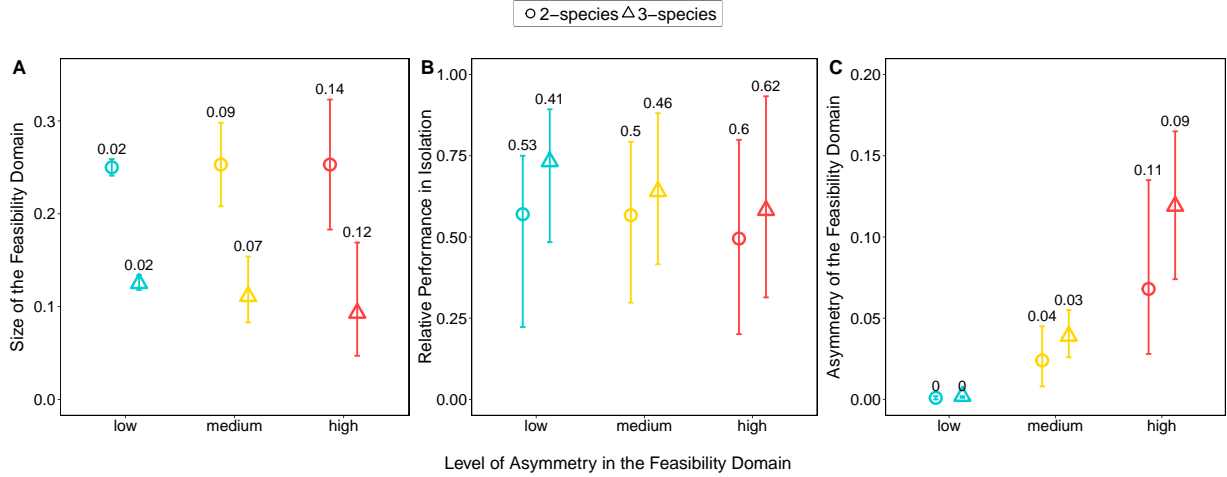 2−species 3−species
A
Size of the Feasibility Domain
0.3
0.2
0.1
0.0
0.02
0.02
0.09
0.07
0.14
0.12
low medium high
B
Relative Performance in Isolation
1.00
0.75
0.50
0.25
0.00
0.53
0.41
0.5
0.46
0.6
0.62
low medium high
C
Asymmetry of the Feasibility Domain
0.20
0.15
0.10
0.05
0.00
0
0
0.04
0.03
0.11
0.09
low medium high
Level of Asymmetry in the Feasibility Domain